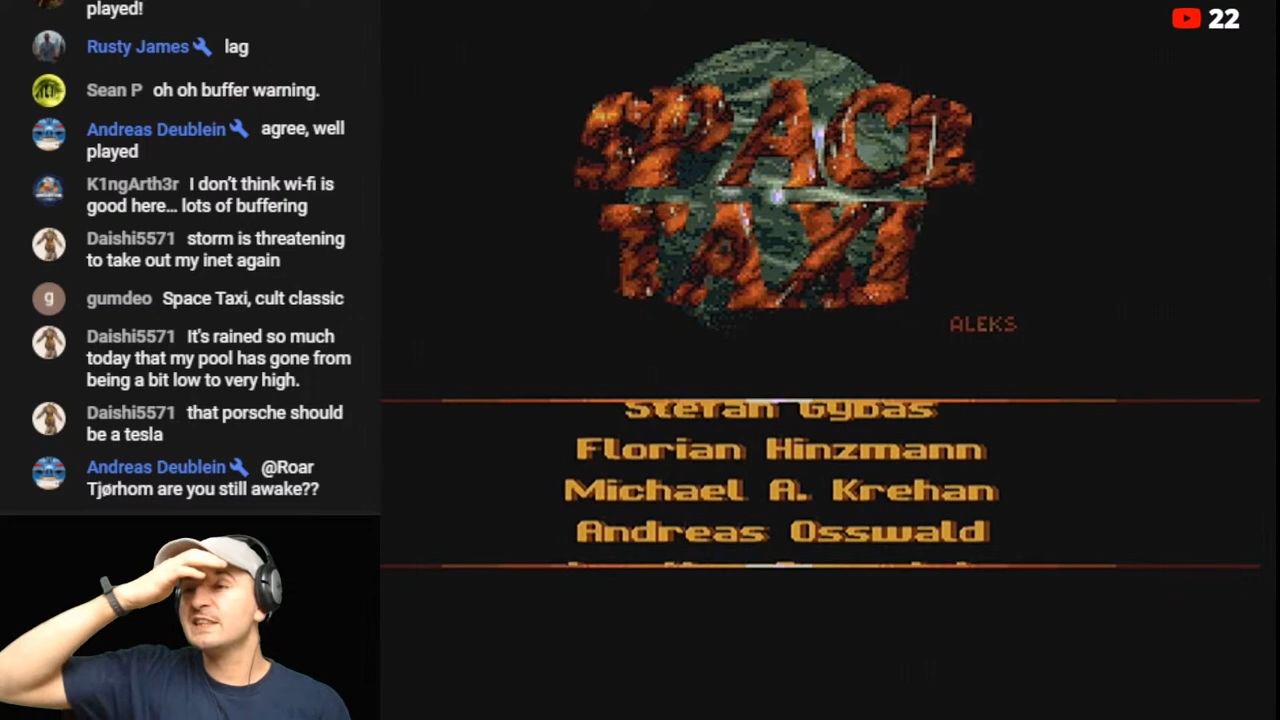 played!
Rusty James lag
Sean P oh oh buffer warning.
Andreas Deublein agree, well
played
K1ngArth3r I don't think wi-fi is
good here... lots of buffering
Daishi5571 storm is threatening
to take out my inet again
g gumdeo Space Taxi, cult classic
Daishi5571 It's rained so much
today that my pool has gone from
being a bit low to very high.
Daishi5571 that porsche should
be a tesla
Andreas Deublein @Roar
Tjørhom are you still awake??
22
SPACE
TAXI
ALEKS
Stefan Gybas
Florian Hinzmann
Michael A. Krehan
Andreas Osswald